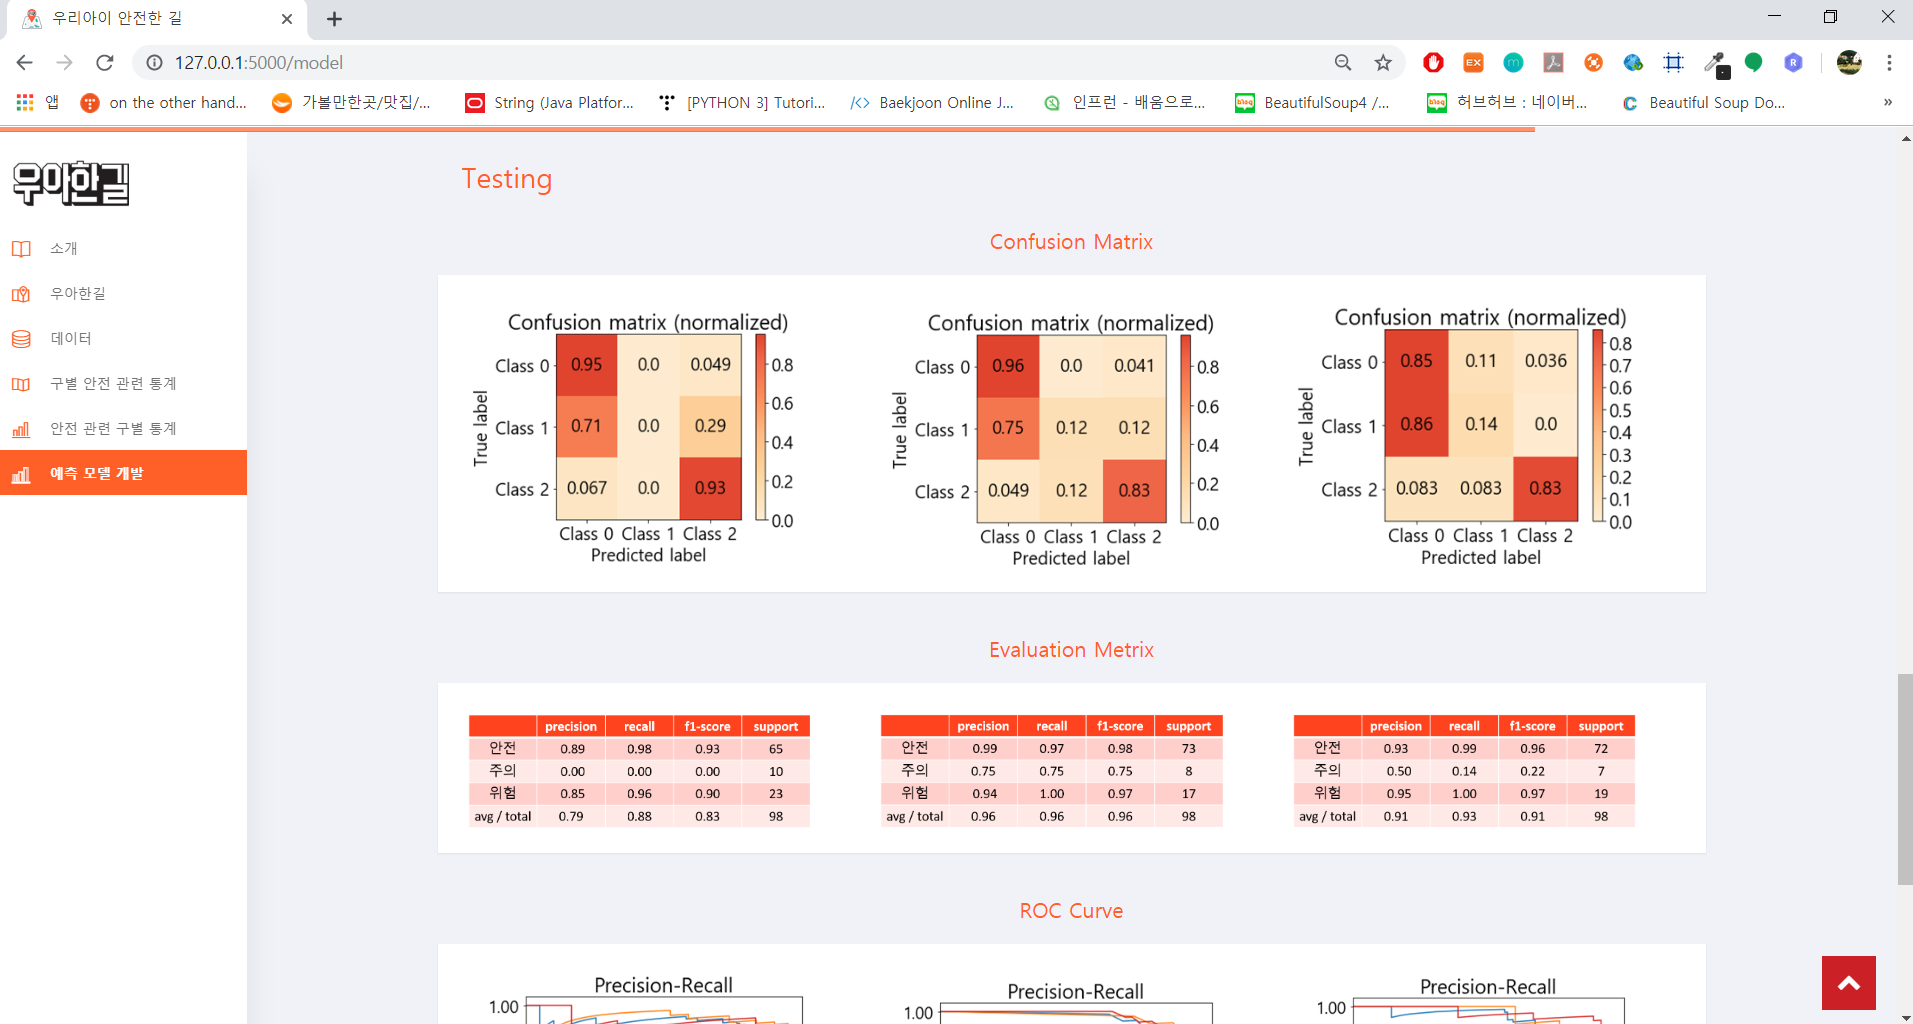 우리아이 안전한 길
127.0.0.1:5000/model
앱
on the other hand...
가볼만한곳/맛집/...
String (Java Platfor...
[PYTHON 3] Tutori...
Baekjoon Online J...
인프런 - 배움으로...
BeautifulSoup4 /...
허브허브 : 네이버...
Beautiful Soup Do...
»
우아한길
소개
우아한길
데이터
구별 안전 관련 통계
안전 관련 구별 통계
예측 모델 개발
Testing
Confusion Matrix
Confusion matrix (normalized)
True label
Class 0 0.95 0.0 0.049
Class 1 0.71 0.0 0.29
Class 2 0.067 0.0 0.93
Class 0 Class 1 Class 2
Predicted label
0.8
0.6
0.4
0.2
0.0
Confusion matrix (normalized)
True label
Class 0 0.96 0.0 0.041
Class 1 0.75 0.12 0.12
Class 2 0.049 0.12 0.83
Class 0 Class 1 Class 2
Predicted label
0.8
0.6
0.4
0.2
0.0
Confusion matrix (normalized)
True label
Class 0 0.85 0.11 0.036
Class 1 0.86 0.14 0.0
Class 2 0.083 0.083 0.83
Class 0 Class 1 Class 2
Predicted label
0.8
0.7
0.6
0.5
0.4
0.3
0.2
0.1
0.0
Evaluation Metrix
precision recall f1-score support
안전 0.89 0.98 0.93 65
주의 0.00 0.00 0.00 10
위험 0.85 0.96 0.90 23
avg / total 0.79 0.88 0.83 98
precision recall f1-score support
안전 0.99 0.97 0.98 73
주의 0.75 0.75 0.75 8
위험 0.94 1.00 0.97 17
avg / total 0.96 0.96 0.96 98
precision recall f1-score support
안전 0.93 0.99 0.96 72
주의 0.50 0.14 0.22 7
위험 0.95 1.00 0.97 19
avg / total 0.91 0.93 0.91 98
ROC Curve
Precision-Recall
1.00
Precision-Recall
1.00
Precision-Recall
1.00